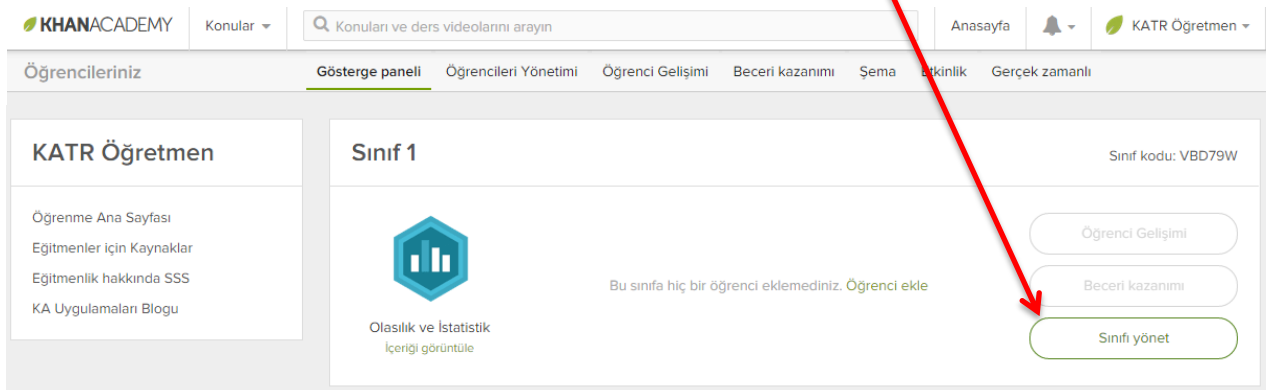 KHANACADEMY Konular Konuları ve ders videolarını arayın Anasayfa KATR Öğretmen
Öğrencileriniz Gösterge paneli Öğrencileri Yönetimi Öğrenci Gelişimi Beceri kazanımı Şema Etkinlik Gerçek zamanlı
KATR Öğretmen
Öğrenme Ana Sayfası
Eğitmenler için Kaynaklar
Eğitmenlik hakkında SSS
KA Uygulamaları Blogu
Sınıf 1
Sınıf kodu: VBD79W
Olasılık ve İstatistik
İçeriği görüntüle
Bu sınıfa hiç bir öğrenci eklemediniz. Öğrenci ekle
Öğrenci Gelişimi
Beceri kazanımı
Sınıfı yönet